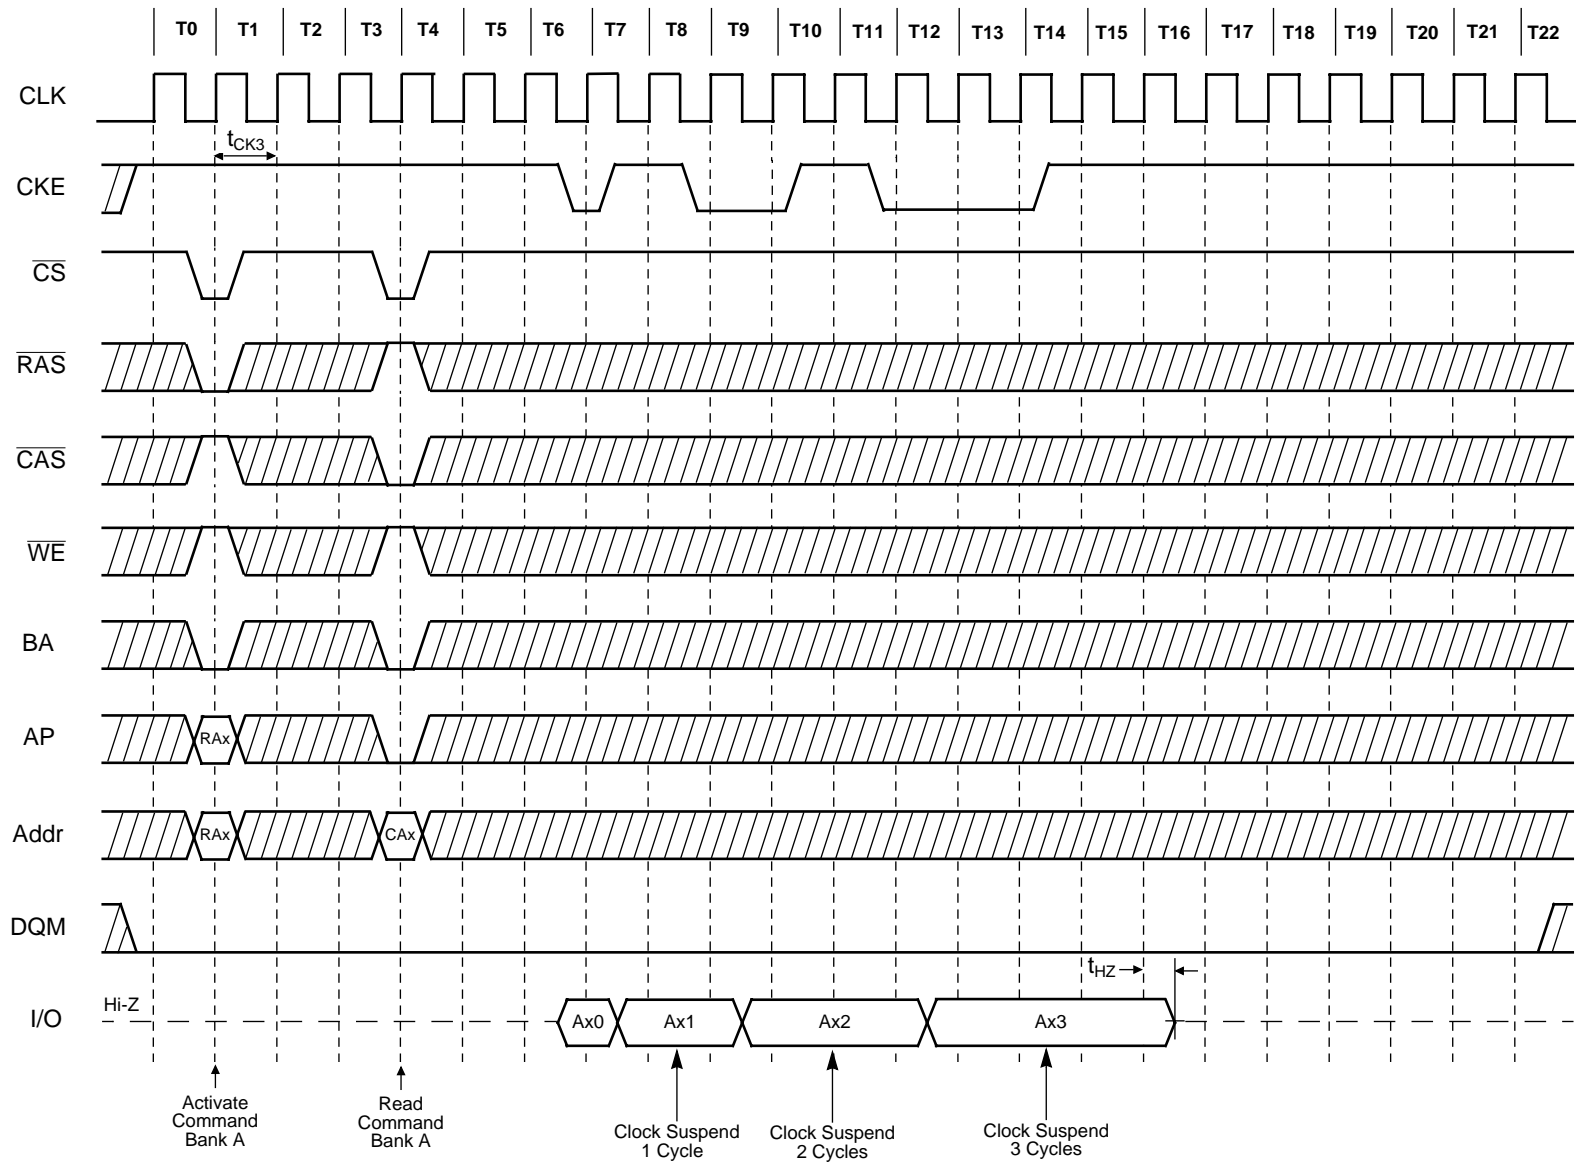 T0 T1 T2 T3 T4 T5 T6 T7 T8 T9 T10 T11 T12 T13 T14 T15 T16 T17 T18 T19 T20 T21 T22
CLK
tCK3
CKE
CS
RAS
CAS
WE
BA
AP RAx
Addr RAx CAx
DQM
tHZ
Hi-Z
I/O Ax0 Ax1 Ax2 Ax3
Activate
Command
Bank A
Read
Command
Bank A
Clock Suspend
1 Cycle
Clock Suspend
2 Cycles
Clock Suspend
3 Cycles